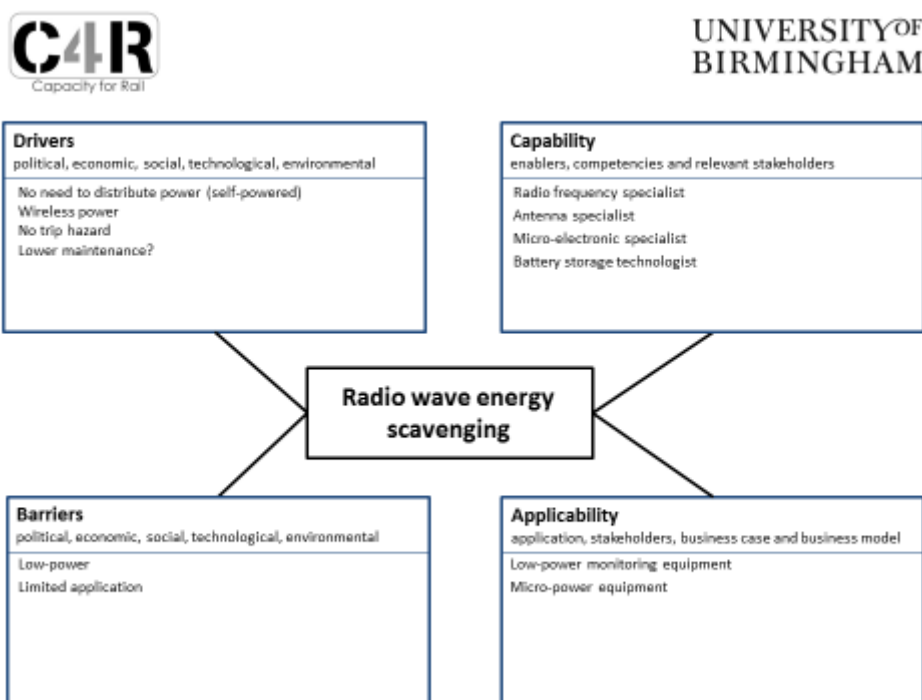 C4R
Capacity for Rail
UNIVERSITY OF
BIRMINGHAM
Drivers
political, economic, social, technological, environmental
No need to distribute power (self-powered)
Wireless power
No trip hazard
Lower maintenance?
Capability
enablers, competencies and relevant stakeholders
Radio frequency specialist
Antenna specialist
Micro-electronic specialist
Battery storage technologist
Radio wave energy
scavenging
Barriers
political, economic, social, technological, environmental
Low-power
Limited application
Applicability
application, stakeholders, business case and business model
Low-power monitoring equipment
Micro-power equipment